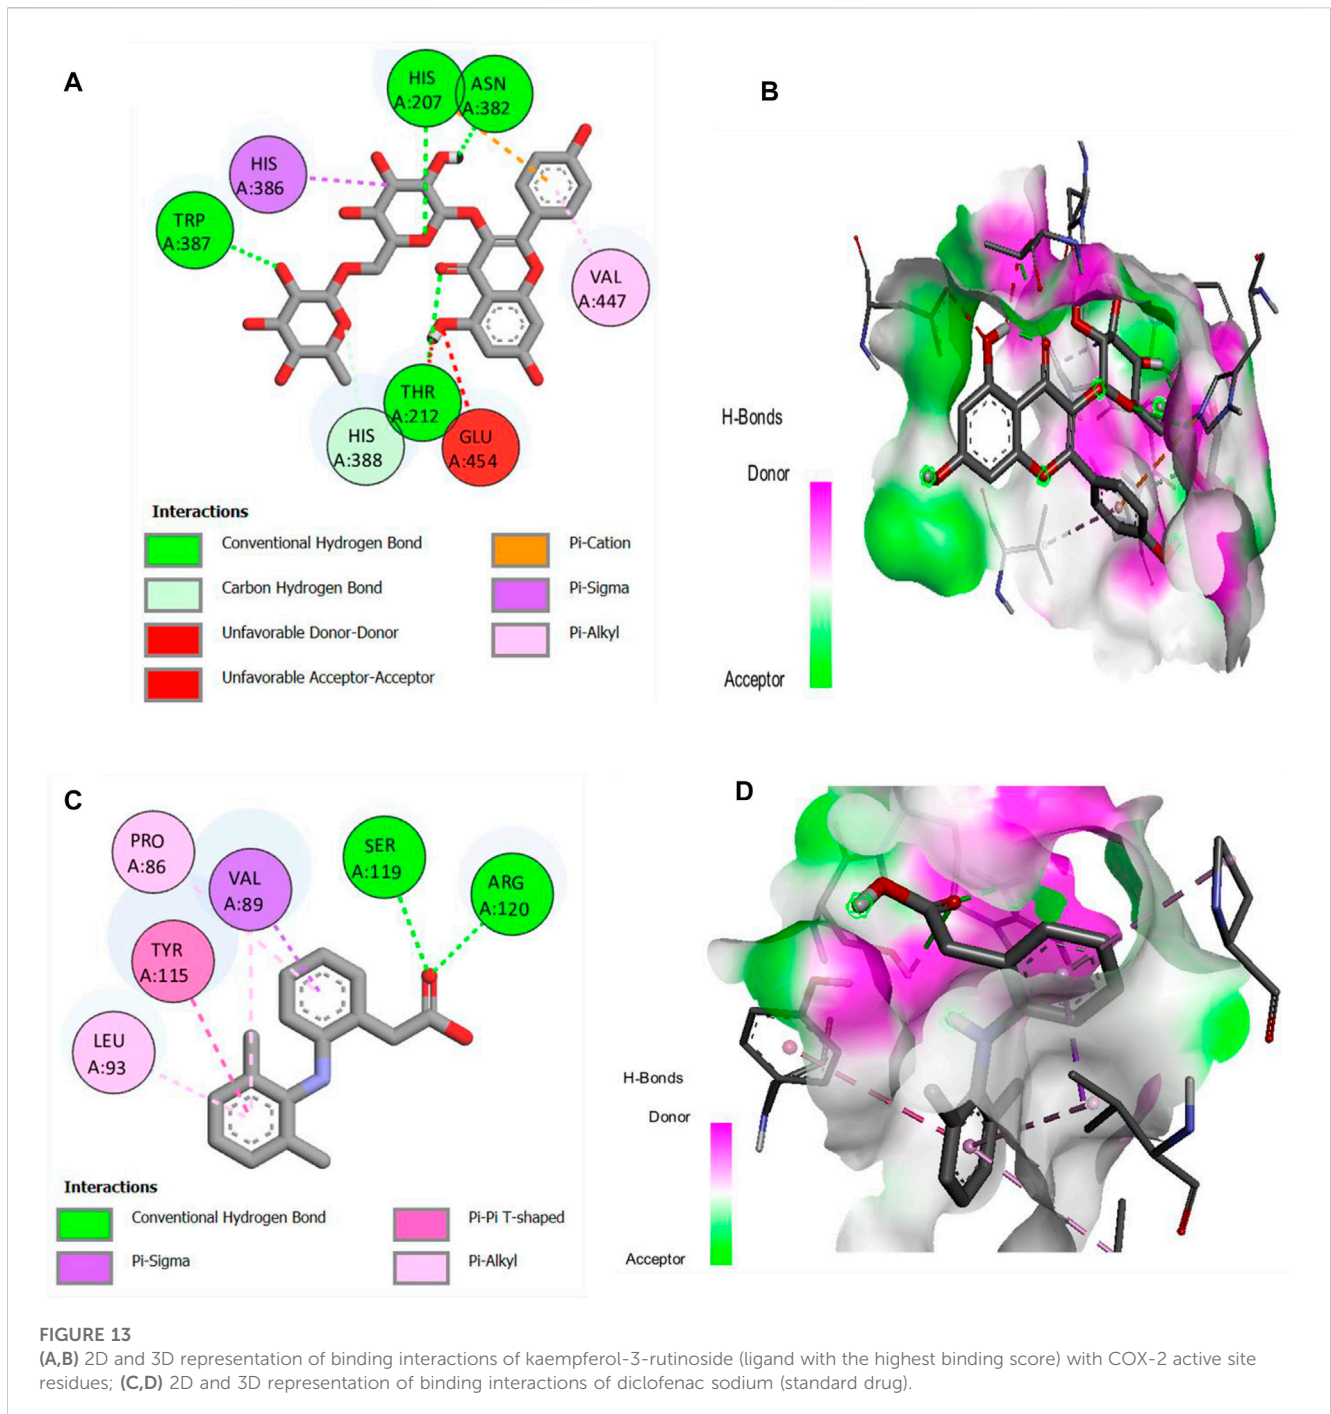 A
HIS
A:207
ASN
A:382
HIS
A:386
TRP
A:387
VAL
A:447
THR
A:212
HIS
A:388
GLU
A:454
Interactions
Conventional Hydrogen Bond
Carbon Hydrogen Bond
Unfavorable Donor-Donor
Unfavorable Acceptor-Acceptor
Pi-Cation
Pi-Sigma
Pi-Alkyl
B
H-Bonds
Donor
Acceptor
C
PRO
A:86
VAL
A:89
SER
A:119
ARG
A:120
TYR
A:115
LEU
A:93
Interactions
Conventional Hydrogen Bond
Pi-Sigma
Pi-Pi T-shaped
Pi-Alkyl
D
H-Bonds
Donor
Acceptor
FIGURE 13
(A,B) 2D and 3D representation of binding interactions of kaempferol-3-rutinoside (ligand with the highest binding score) with COX-2 active site
residues; (C,D) 2D and 3D representation of binding interactions of diclofenac sodium (standard drug).